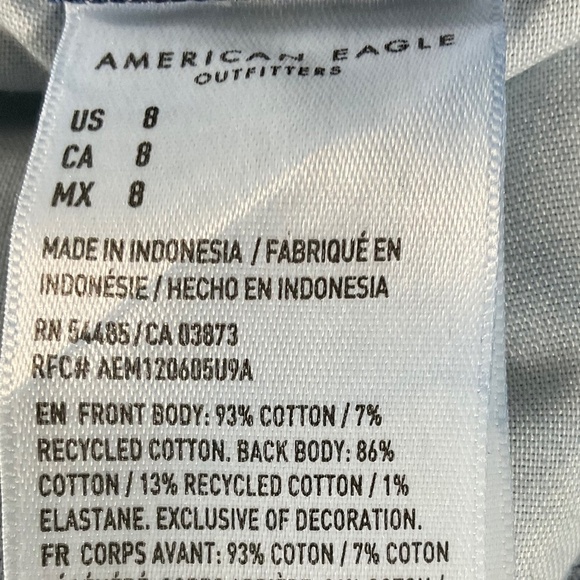 AMERICAN EAGLE
OUTFITTERS
US 8
CA 8
MX 8
MADE IN INDONESIA / FABRIQUÉ EN
INDONÉSIE / HECHO EN INDONESIA
RN 54485/CA 03873
RFC# AEM120605U9A
EN FRONT BODY: 93% COTTON / 7%
RECYCLED COTTON. BACK BODY: 86%
COTTON / 13% RECYCLED COTTON / 1%
ELASTANE. EXCLUSIVE OF DECORATION.
FR CORPS AVANT: 93% COTON / 7% COTON